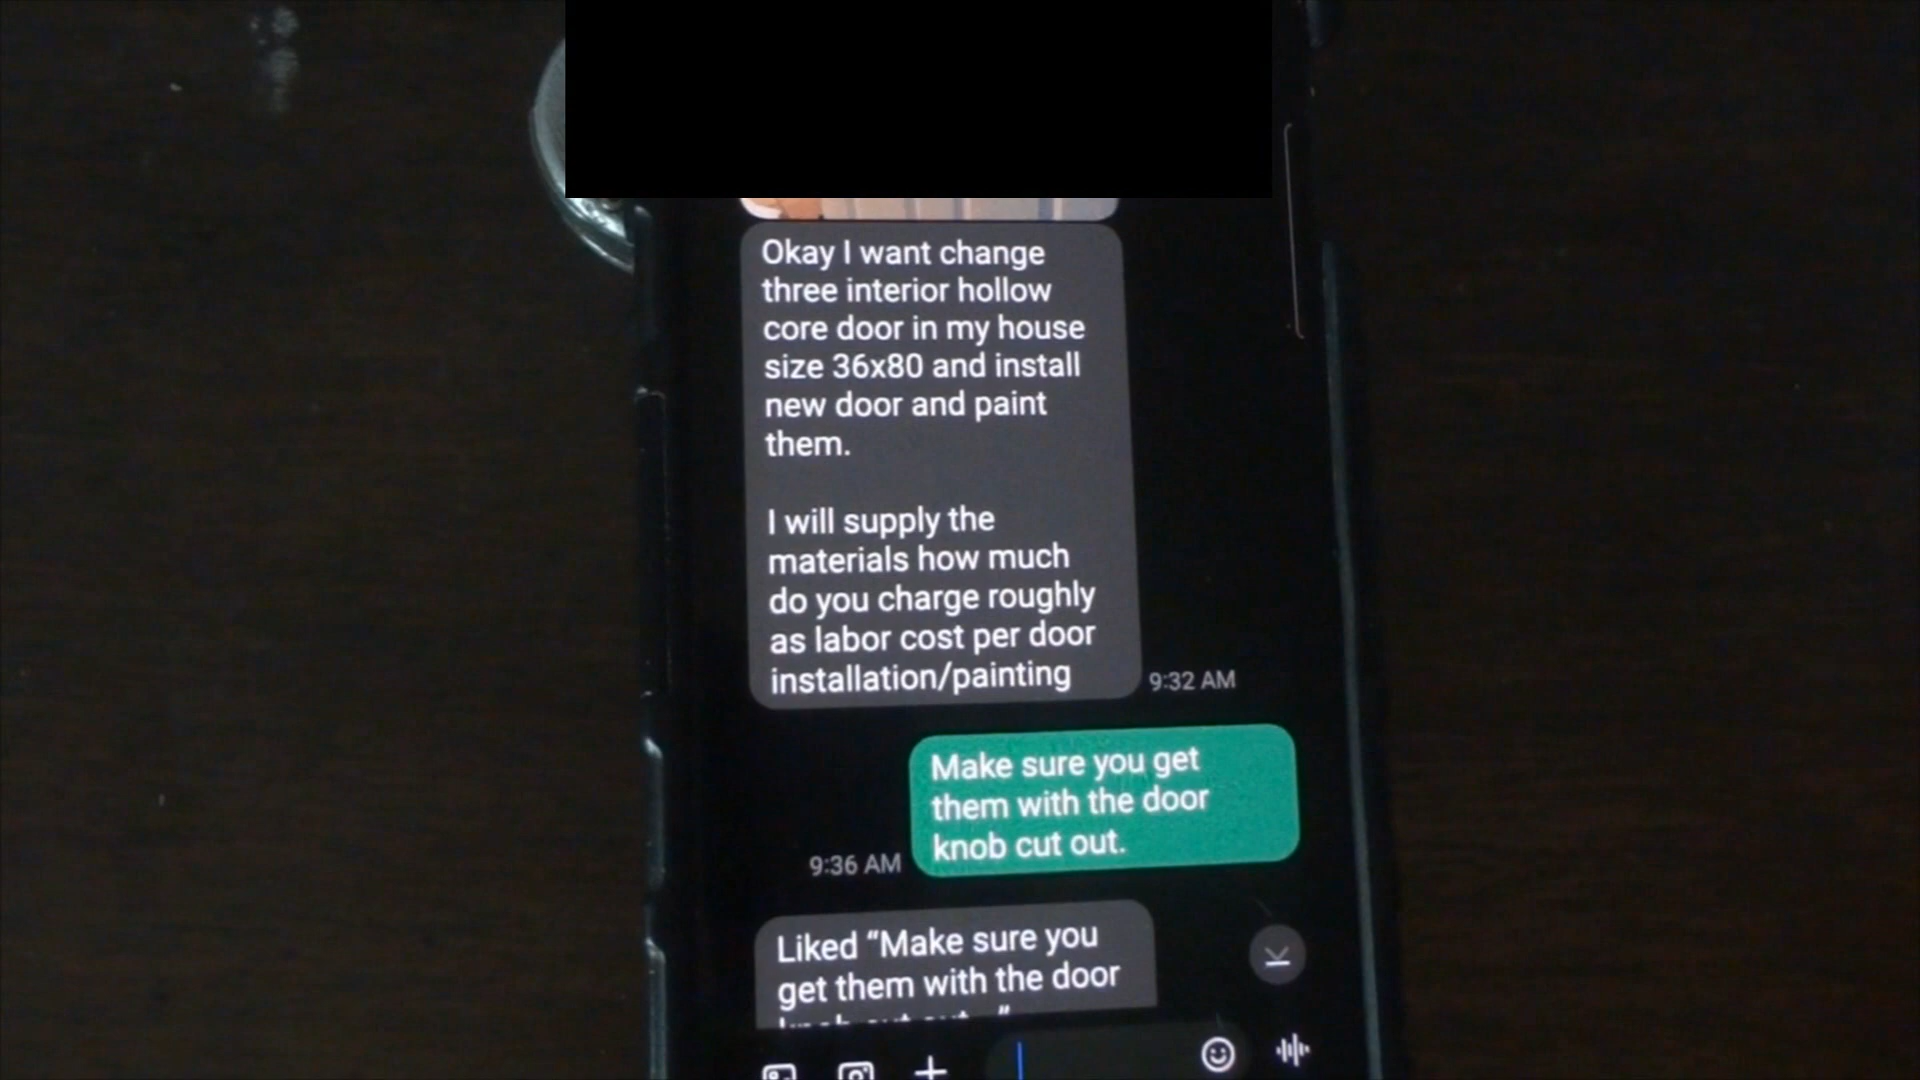 Okay I want change
three interior hollow
core door in my house
size 36x80 and install
new door and paint
them.
I will supply the
materials how much
do you charge roughly
as labor cost per door
installation/painting
9:32 AM
Make sure you get
them with the door
knob cut out.
9:36 AM
Liked “Make sure you
get them with the door